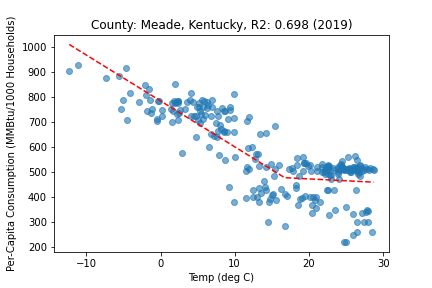 County: Meade, Kentucky, R2: 0.698 (2019)
Per-Capita Consumption (MMBtu/1000 Households)
1000
900
800
700
600
500
400
300
200
−10 0 10 20 30
Temp (deg C)